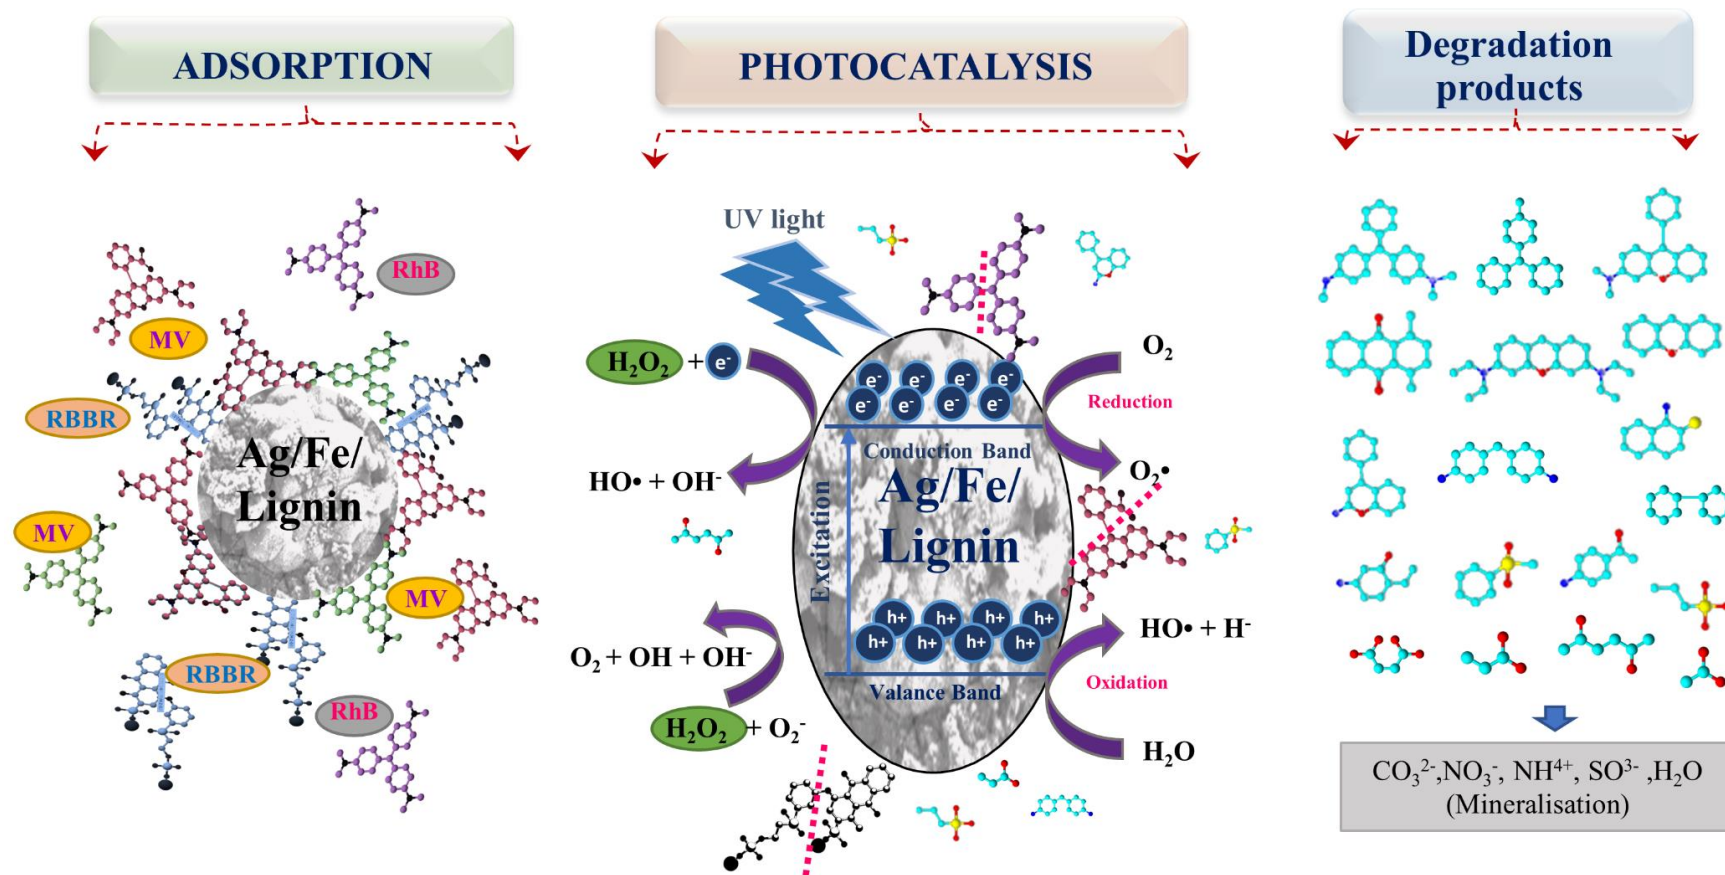 ADSORPTION
RhB
MV
RBBR
Ag/Fe/
Lignin
MV
MV
RBBR
RhB
PHOTOCATALYSIS
UV light
H₂O₂ + e⁻
HO• + OH⁻
O₂
Reduction
O₂•
e⁻ e⁻ e⁻ e⁻
e⁻ e⁻ e⁻ e⁻
Conduction Band
Ag/Fe/
Lignin
Excitation
h+ h+ h+ h+
h+ h+ h+ h+
Valance Band
O₂ + OH + OH⁻
H₂O₂ + O₂⁻
HO• + H⁻
Oxidation
H₂O
Degradation
products
CO₃²⁻,NO₃⁻, NH⁴⁺, SO³⁻ ,H₂O
(Mineralisation)